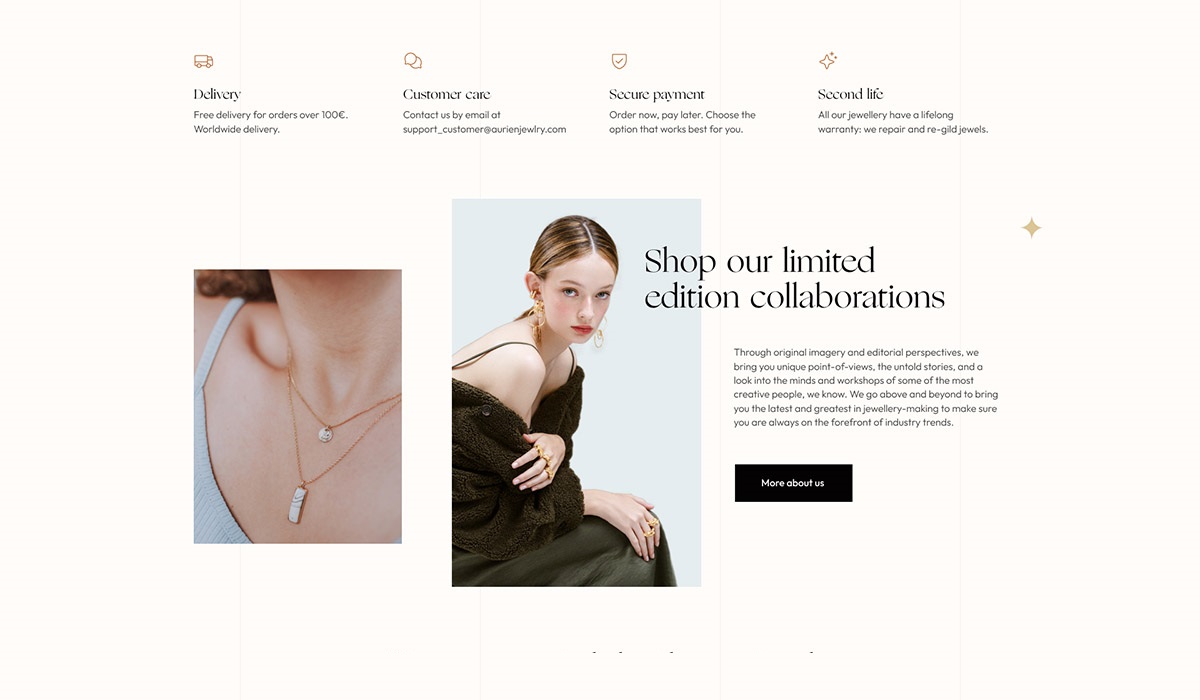 Delivery
Free delivery for orders over 100€.
Worldwide delivery.
Customer care
Contact us by email at
support_customer@aurienjewlry.com
Secure payment
Order now, pay later. Choose the
option that works best for you.
Second life
All our jewellery have a lifelong
warranty: we repair and re-gild jewels.
Shop our limited
edition collaborations
Through original imagery and editorial perspectives, we
bring you unique point-of-views, the untold stories, and a
look into the minds and workshops of some of the most
creative people, we know. We go above and beyond to bring
you the latest and greatest in jewellery-making to make sure
you are always on the forefront of industry trends.
More about us